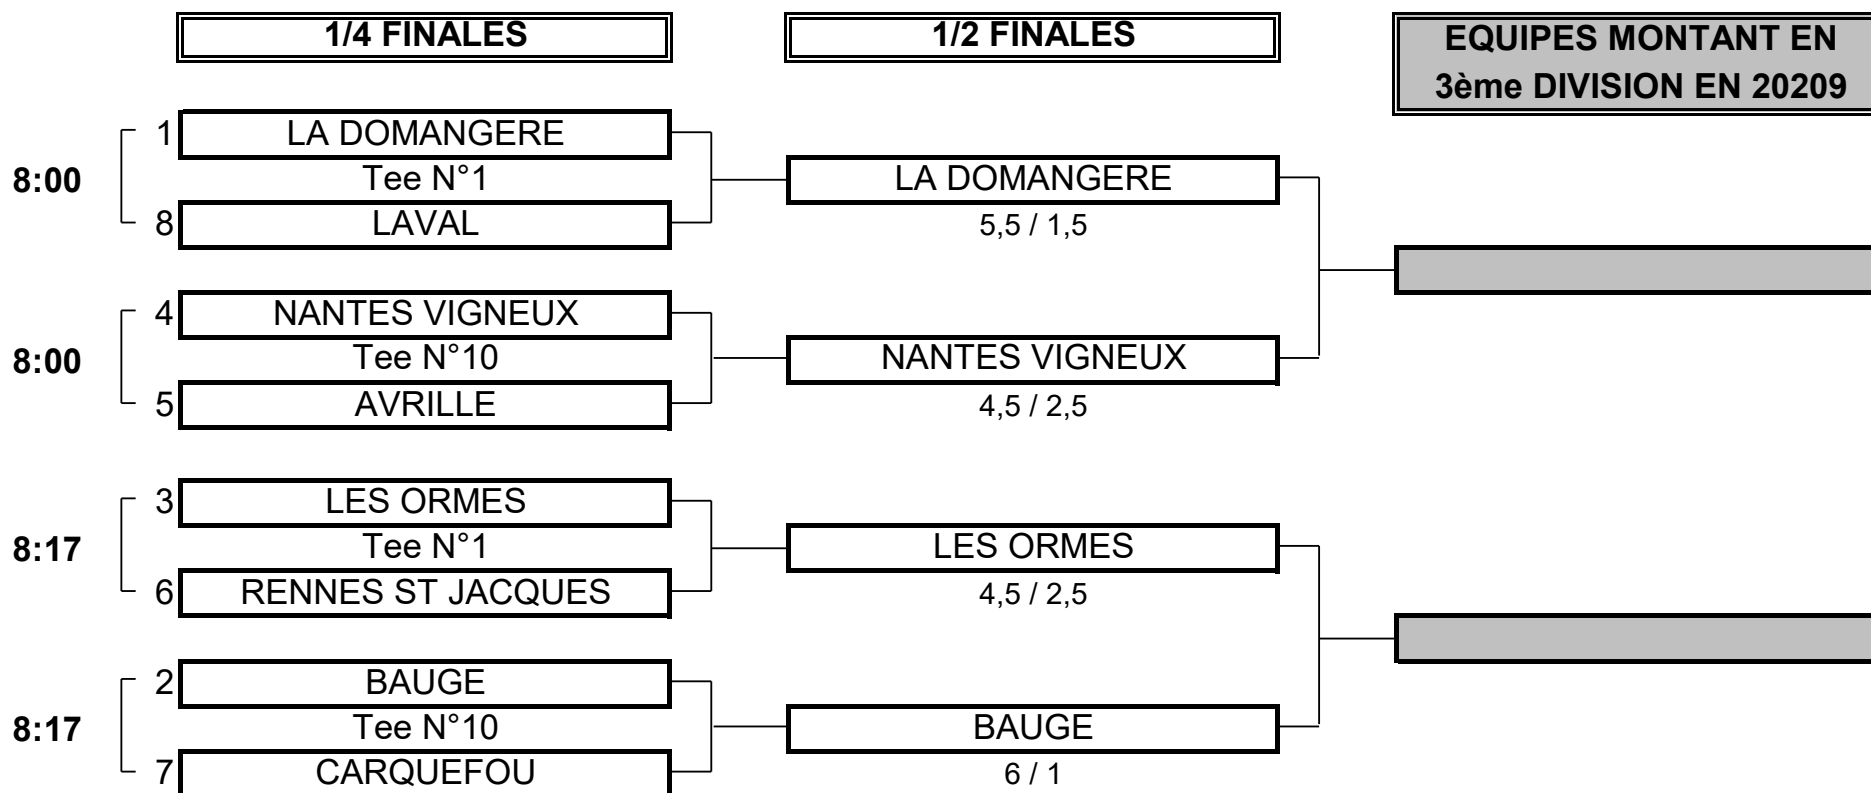 1/4 FINALES
1/2 FINALES
EQUIPES MONTANT EN
3ème DIVISION EN 20209
1 LA DOMANGERE
8:00 Tee N°1 LA DOMANGERE
8 LAVAL 5,5 / 1,5
4 NANTES VIGNEUX
8:00 Tee N°10 NANTES VIGNEUX
5 AVRILLE 4,5 / 2,5
3 LES ORMES
8:17 Tee N°1 LES ORMES
6 RENNES ST JACQUES 4,5 / 2,5
2 BAUGE
8:17 Tee N°10 BAUGE
7 CARQUEFOU 6 / 1